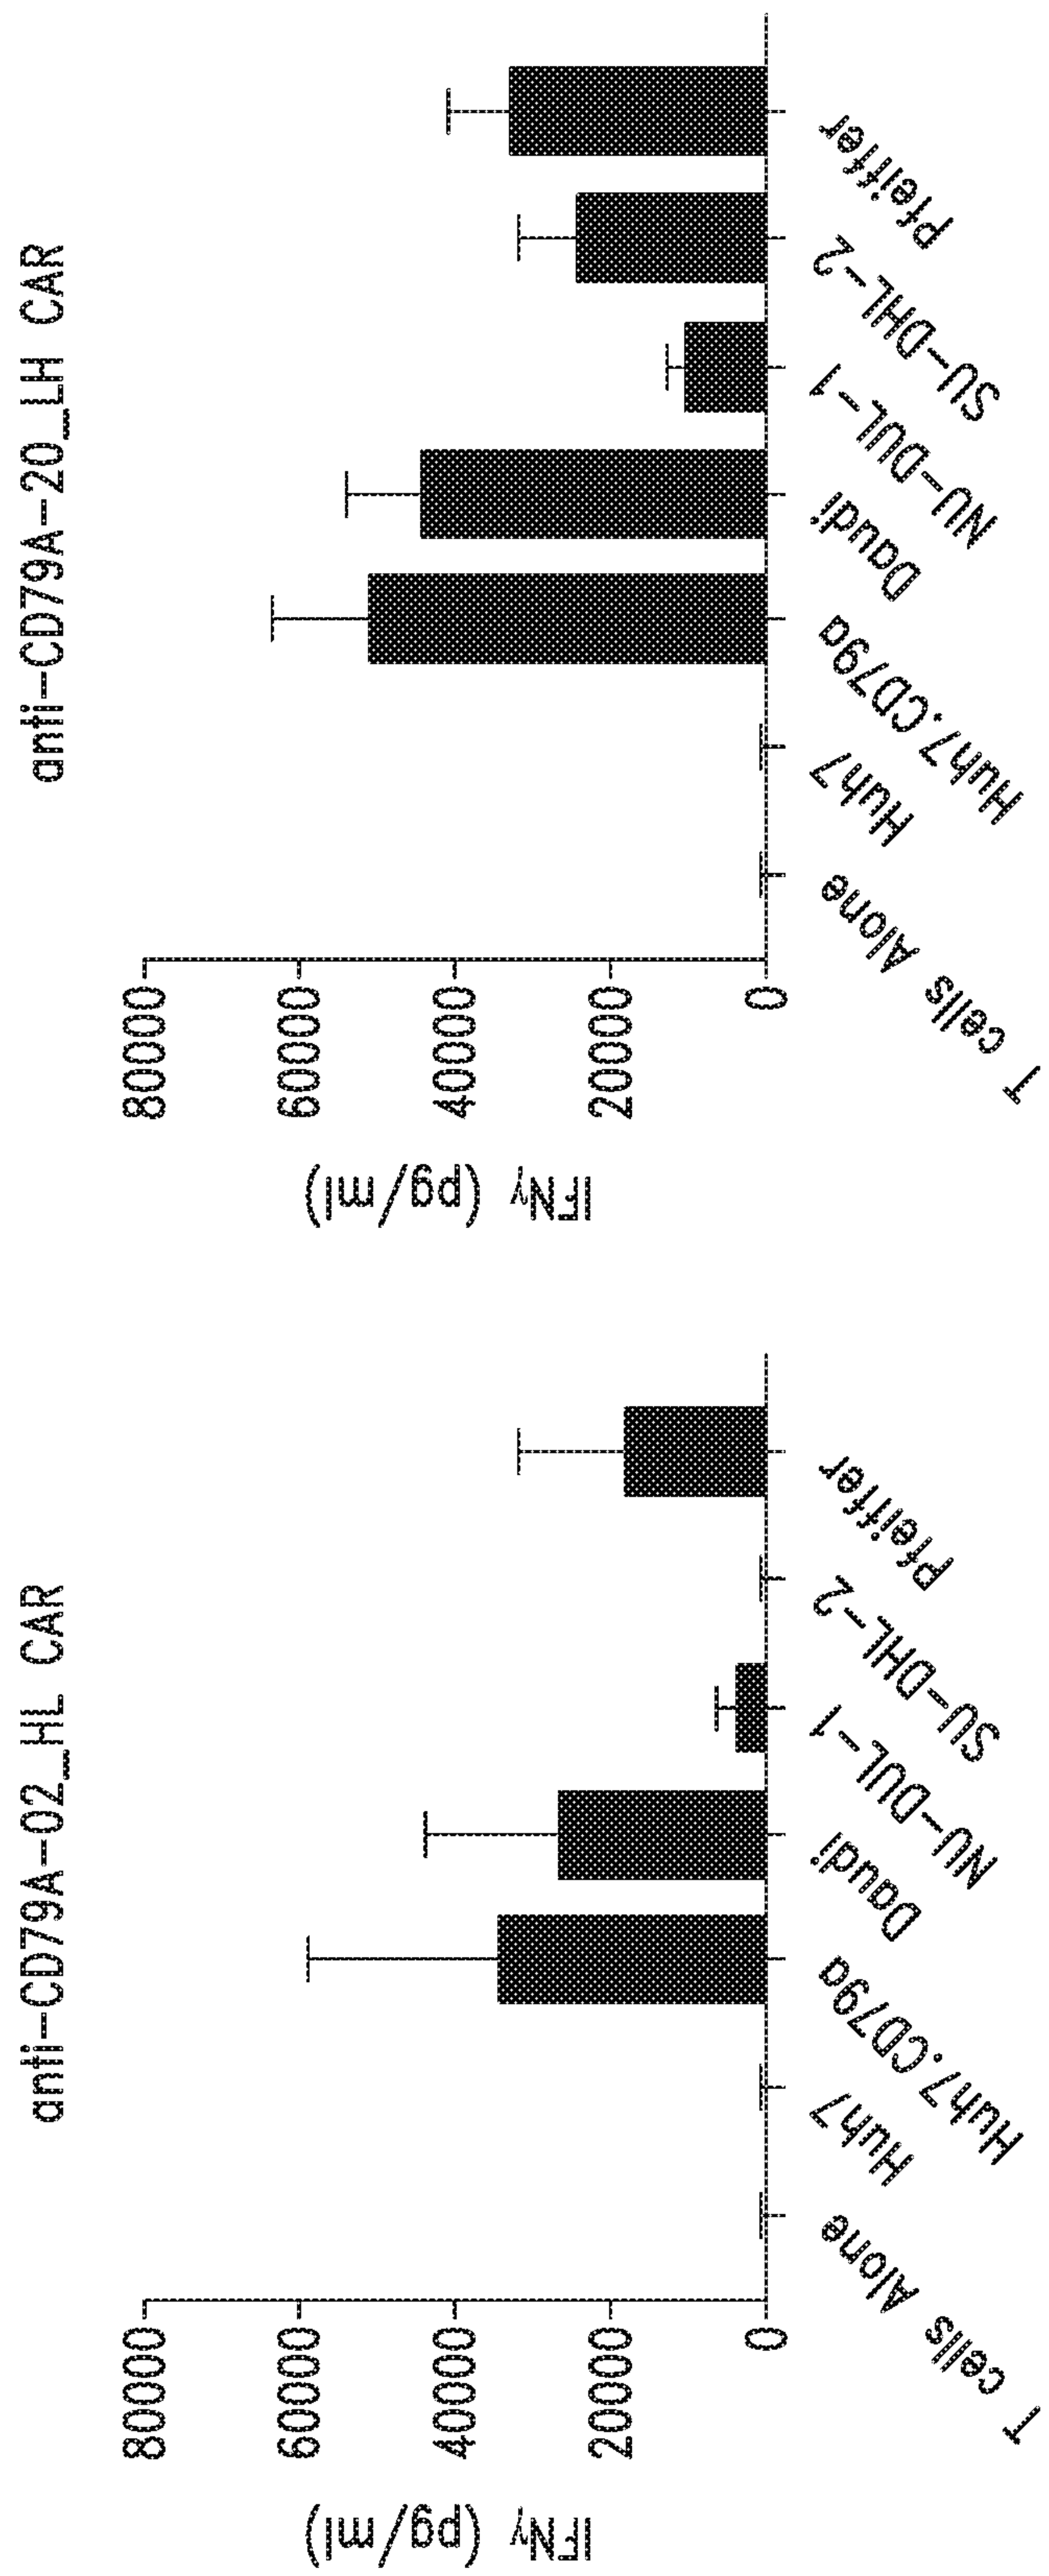 anti-CD79A-02_HL CAR
IFNγ (pg/ml)
80000
60000
40000
20000
0
T cells Alone
Huh7
Huh7.CD79a
Daudi
NU-DUL-1
SU-DHL-2
Pfeiffer
anti-CD79A-20_LH CAR
IFNγ (pg/ml)
80000
60000
40000
20000
0
T cells Alone
Huh7
Huh7.CD79a
Daudi
NU-DUL-1
SU-DHL-2
Pfeiffer